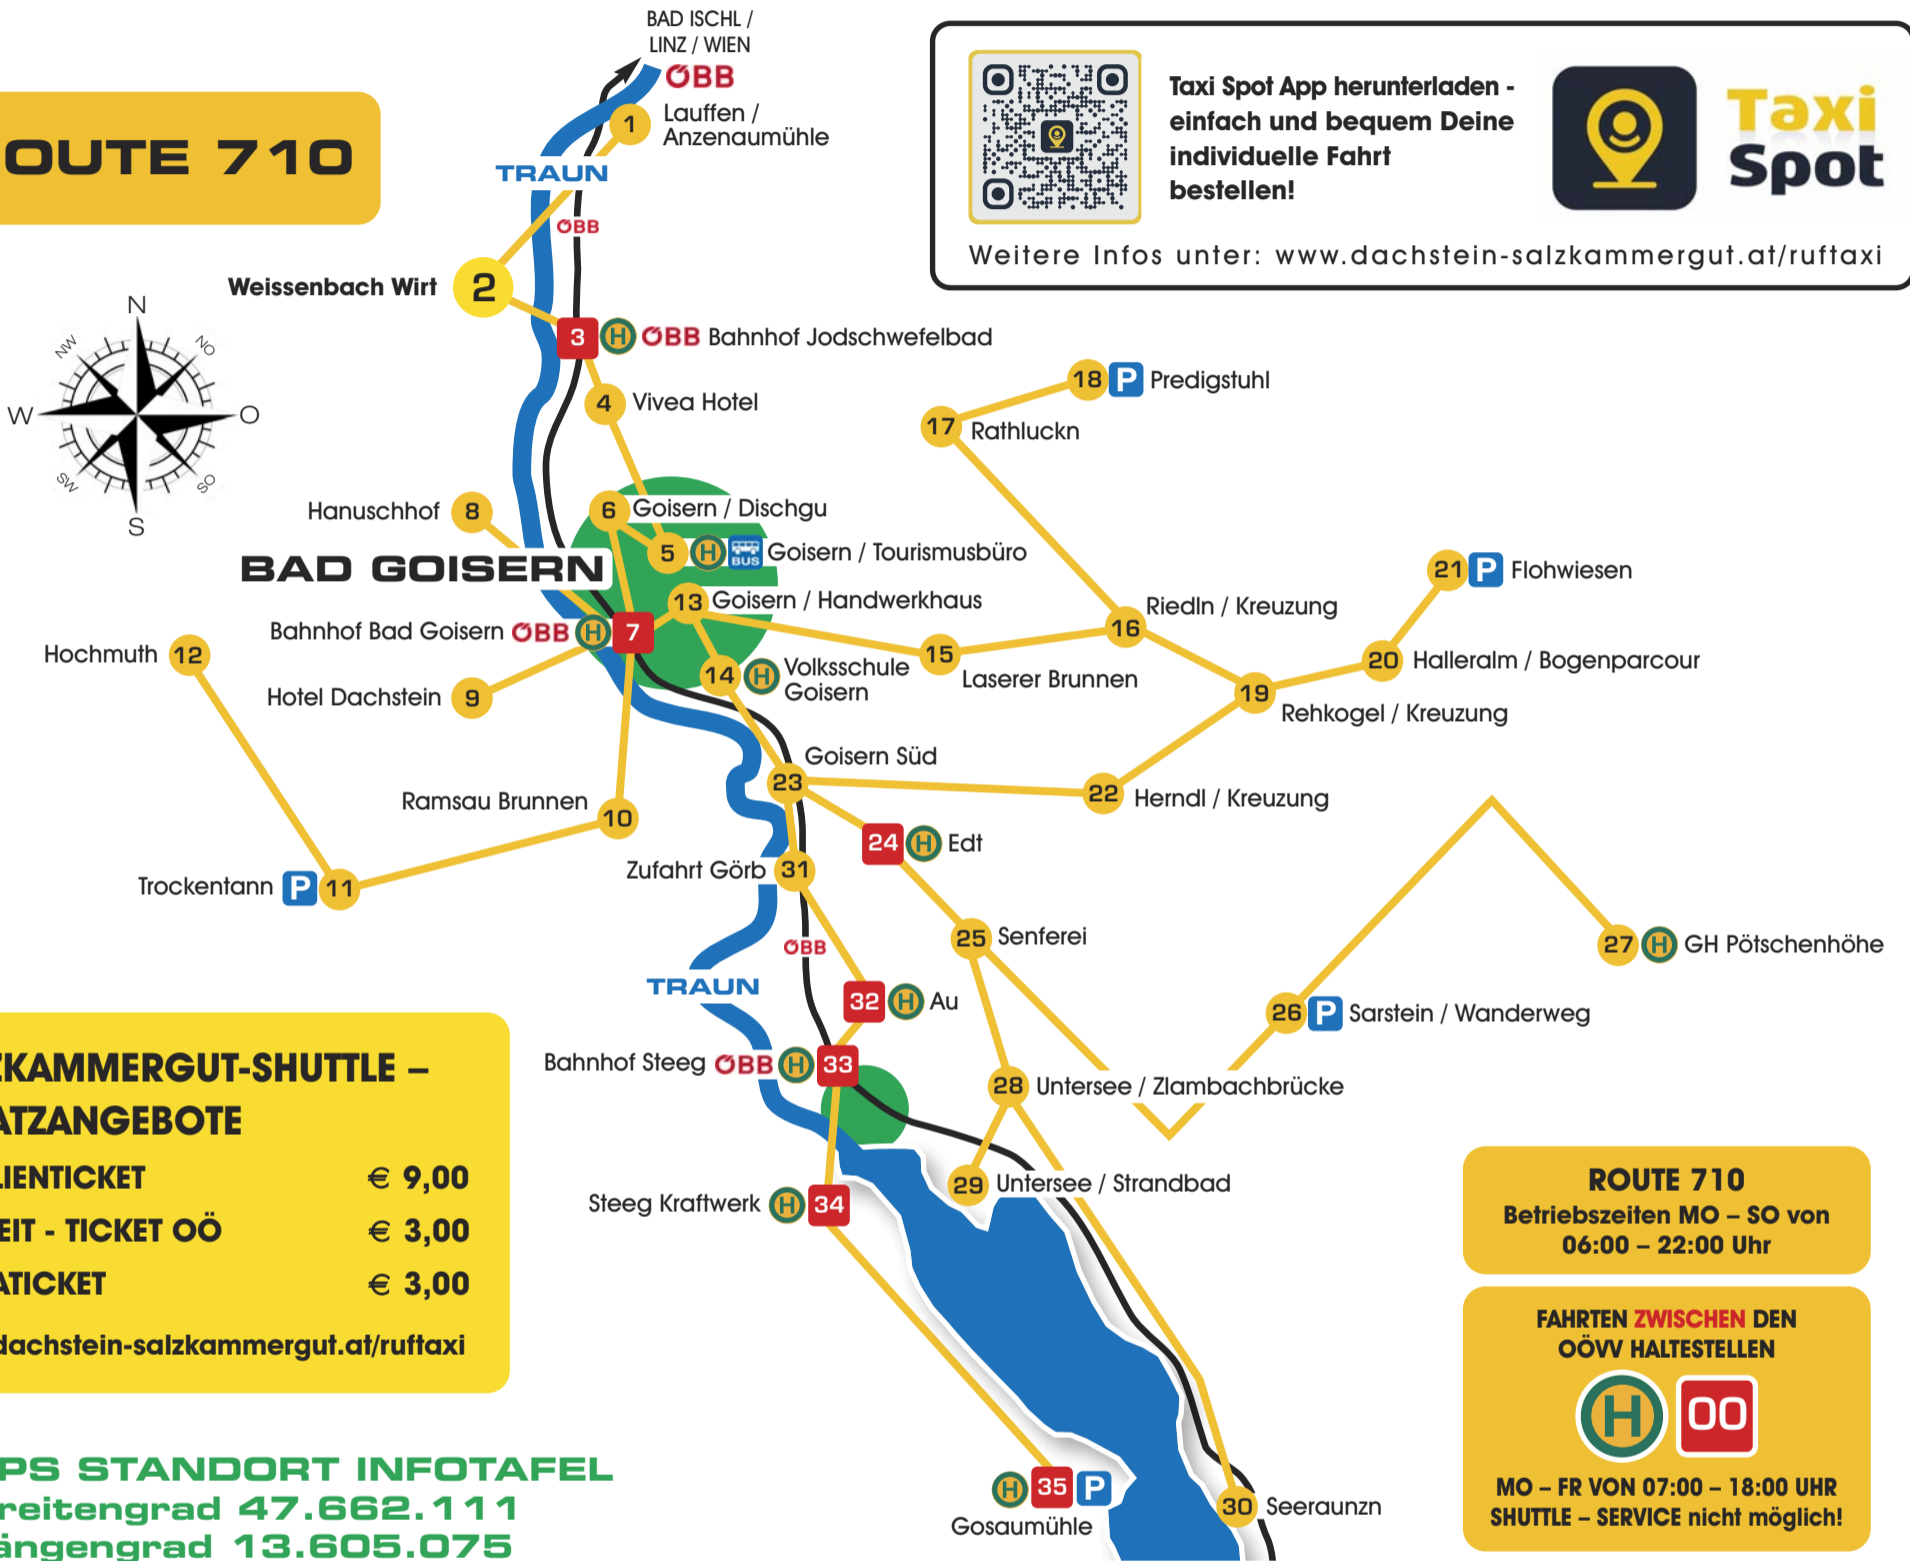 BAD ISCHL /
LINZ / WIEN
ÖBB
OUTE 710
1
Lauffen /
Anzenaumühle
TRAUN
ÖBB
Weissenbach Wirt 2
3 H ÖBB Bahnhof Jodschwefelbad
4 Vivea Hotel
Taxi Spot App herunterladen -
einfach und bequem Deine
individuelle Fahrt
bestellen!
Taxi
Spot
Weitere Infos unter: www.dachstein-salzkammergut.at/ruftaxi
N
NW
NO
W
O
SW
SO
S
18 P Predigstuhl
17 Rathluckn
Hanuschhof 8
6 Goisern / Dischgu
5 H BUS Goisern / Tourismusbüro
BAD GOISERN
13 Goisern / Handwerkhaus
Bahnhof Bad Goisern ÖBB H 7
21 P Flohwiesen
16 Riedln / Kreuzung
Hochmuth 12
14 H Volksschule
Goisern
15 Laserer Brunnen
20 Halleralm / Bogenparcour
19 Rehkogel / Kreuzung
Hotel Dachstein 9
Goisern Süd
23
22 Herndl / Kreuzung
Ramsau Brunnen 10
24 H Edt
Zufahrt Görb 31
Trockentann P 11
25 Senferei
ÖBB
27 H GH Pötschenhöhe
TRAUN
32 H Au
26 P Sarstein / Wanderweg
Bahnhof Steeg ÖBB H 33
28 Untersee / Zlambachbrücke
29 Untersee / Strandbad
Steeg Kraftwerk H 34
H 35 P
Gosaumühle
30 Seeraunzn
ZKAMMERGUT-SHUTTLE –
ATZANGEBOTE
LIENTICKET € 9,00
EIT - TICKET OÖ € 3,00
ATICKET € 3,00
dachstein-salzkammergut.at/ruftaxi
PS STANDORT INFOTAFEL
reitengrad 47.662.111
ängengrad 13.605.075
ROUTE 710
Betriebszeiten MO – SO von
06:00 – 22:00 Uhr
FAHRTEN ZWISCHEN DEN
OÖVV HALTESTELLEN
H 00
MO – FR VON 07:00 – 18:00 UHR
SHUTTLE – SERVICE nicht möglich!